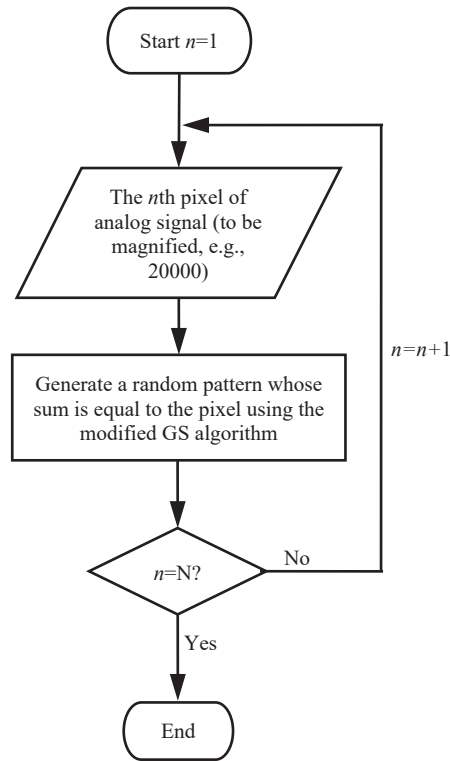 Start n=1
The nth pixel of
analog signal (to be
magnified, e.g.,
20000)
n=n+1
Generate a random pattern whose
sum is equal to the pixel using the
modified GS algorithm
n=N?
No
Yes
End